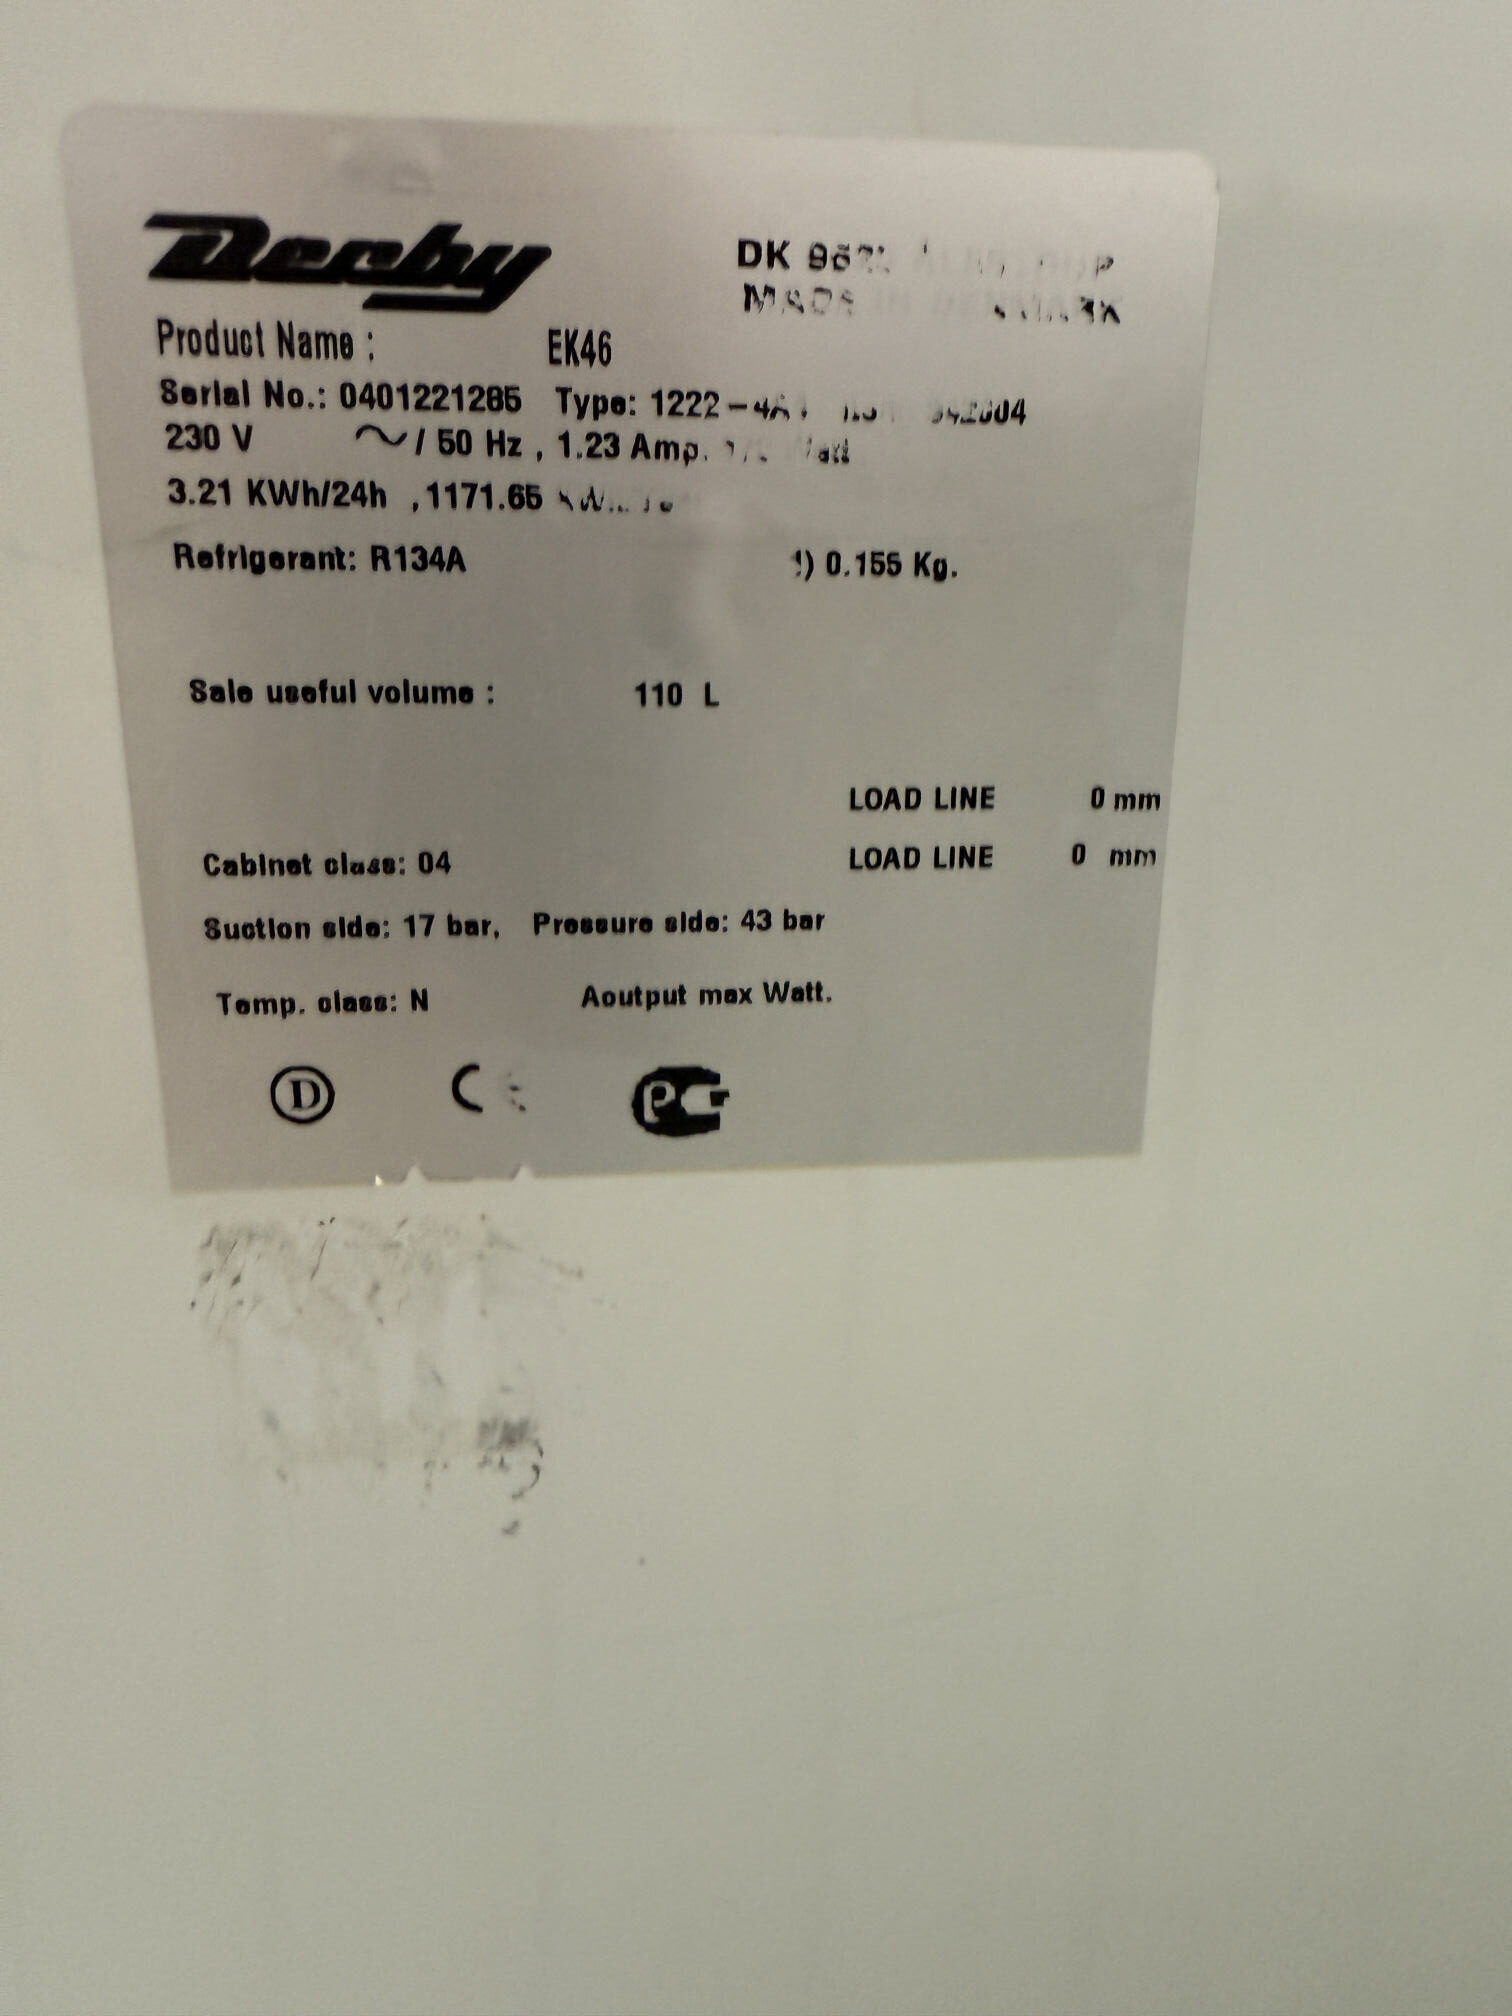 Derby
DK
Product Name : EK46
Serial No.: 0401221285 Type:
230 V ~/ 50 Hz , 1.23 Amp.
3.21 KWh/24h , 1171.65
Refrigerant: R134A 0.155 Kg.
Sale useful volume : 110 L
LOAD LINE 0 mm
Cabinet class: 04 LOAD LINE 0 mm
Suction side: 17 bar, Pressure side: 43 bar
Temp. class: N Aoutput max Watt.
D CE